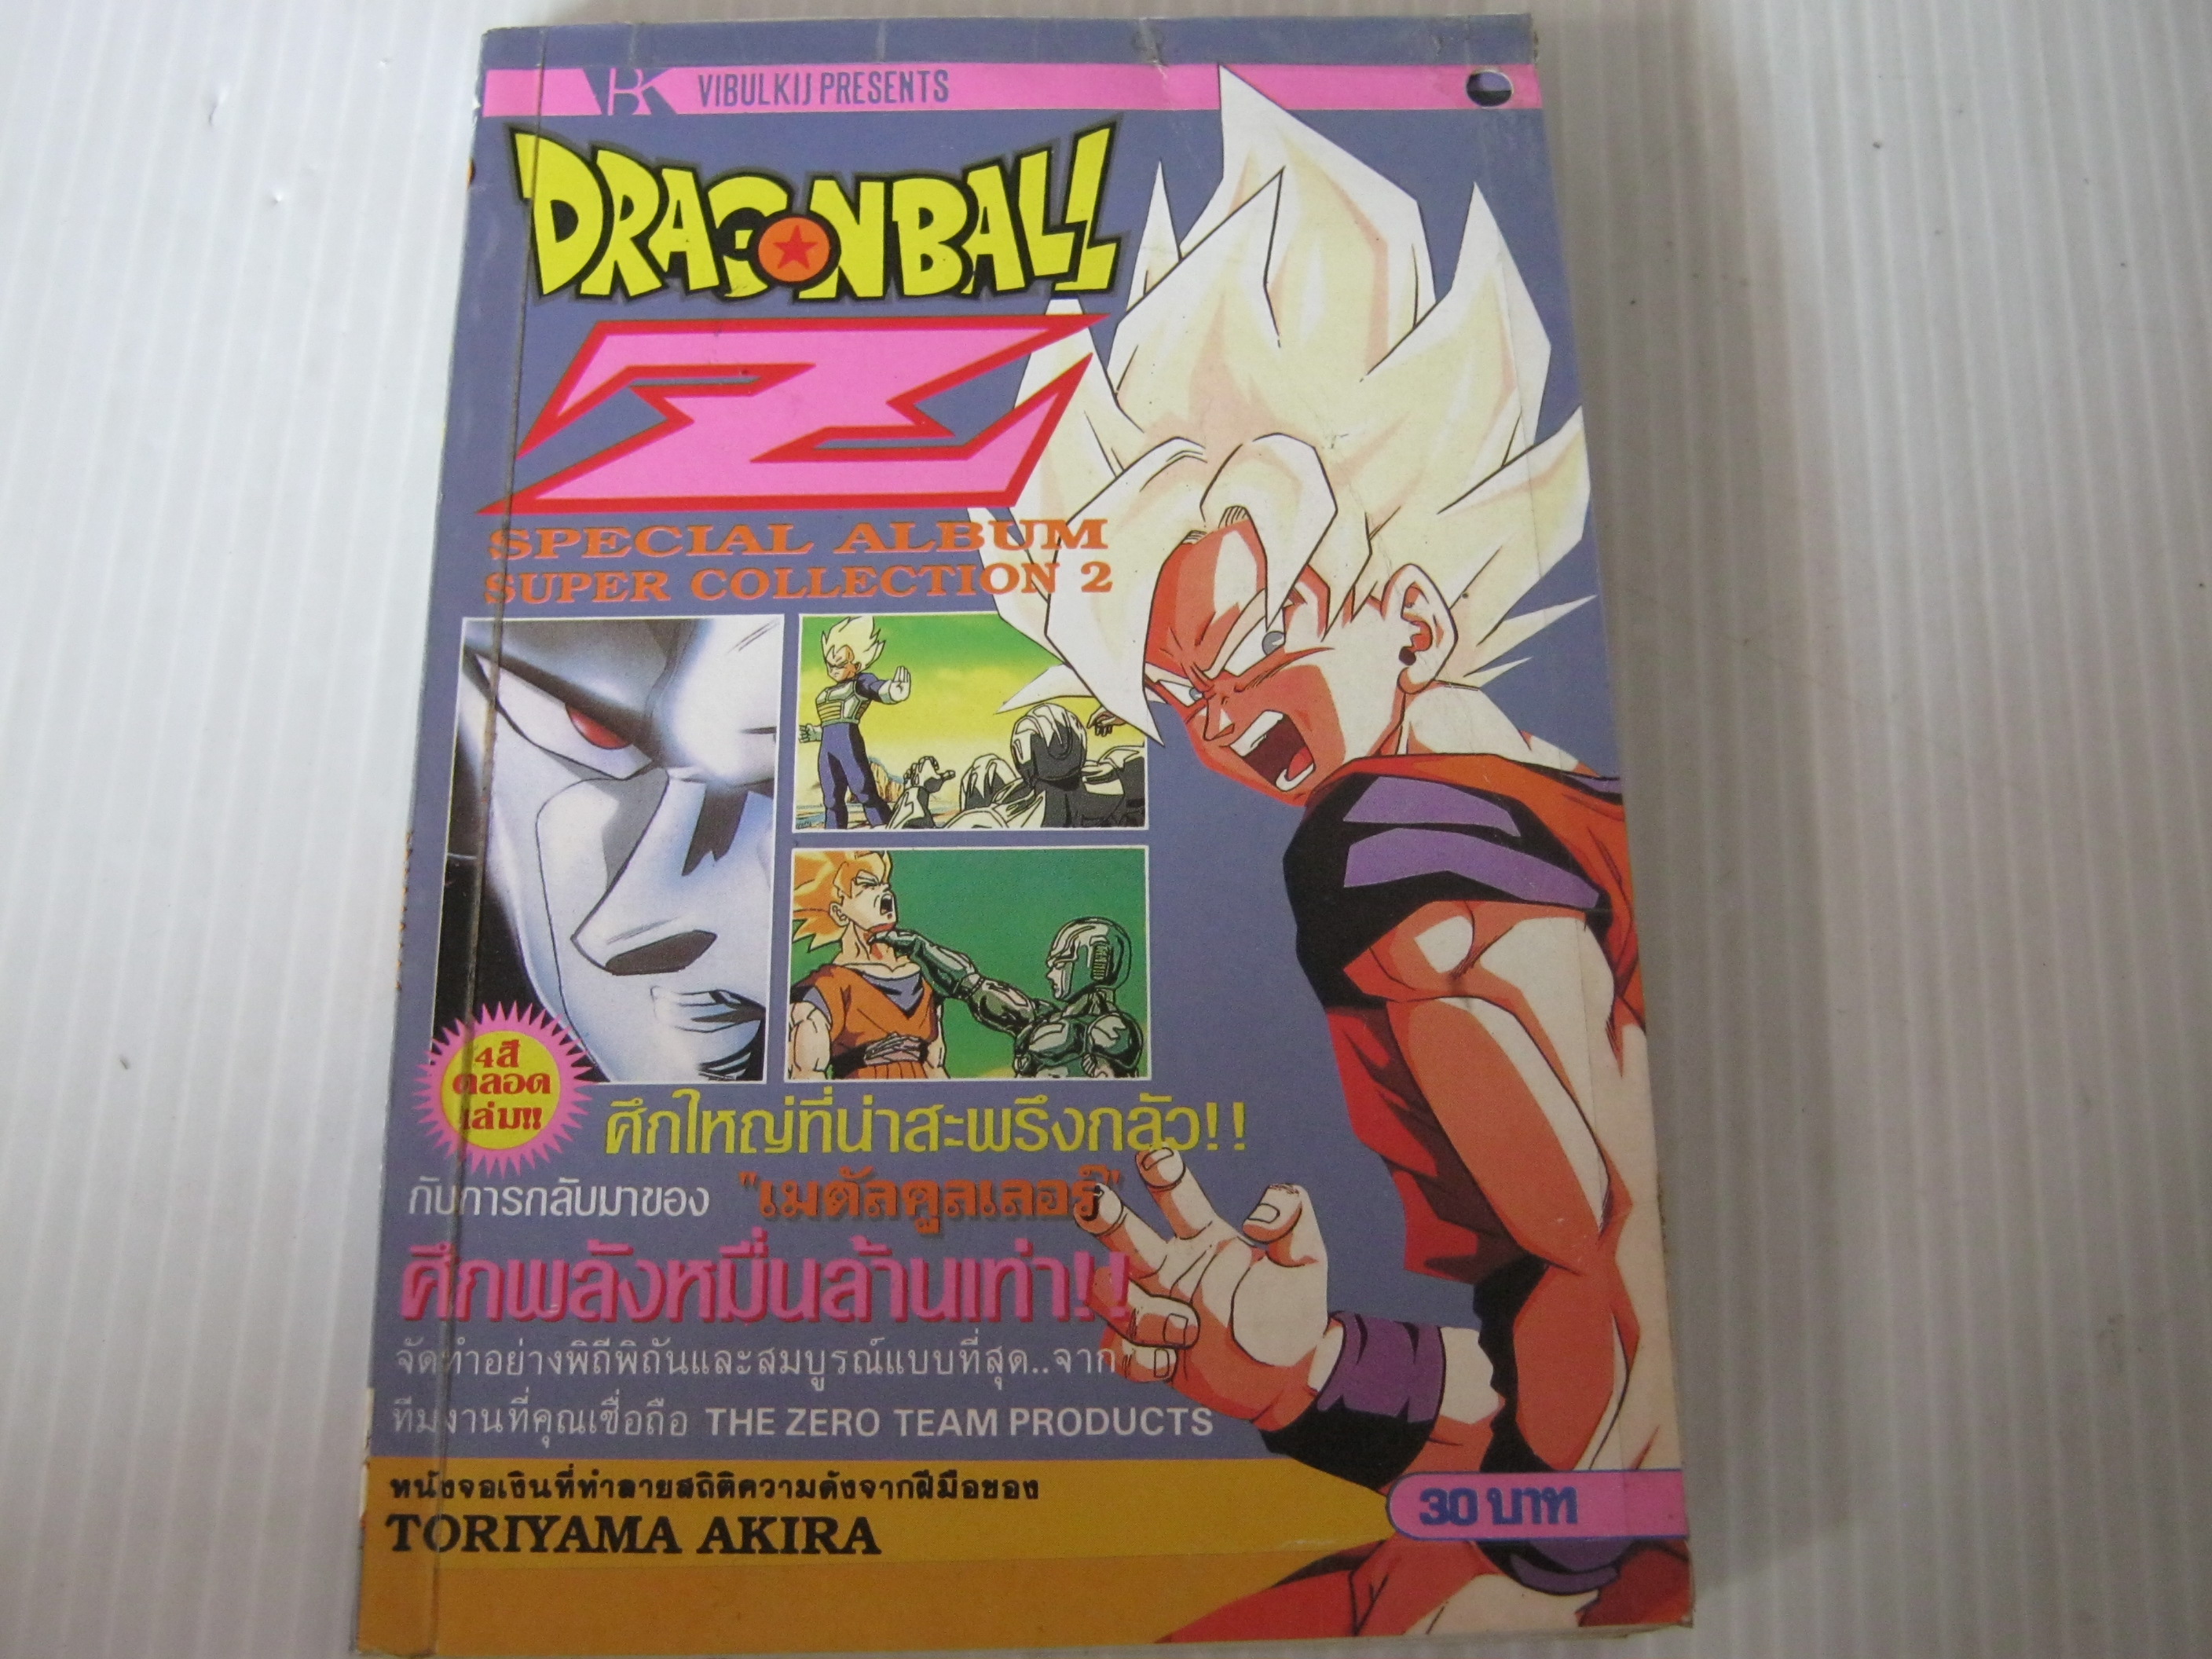 VBK VIBULKIJ PRESENTS
DRAGONBALL
Z
SPECIAL ALBUM
SUPER COLLECTION 2
4สี
ตลอด
เล่ม!!
ศึกใหญ่ที่น่าสะพรึงกลัว!!
กับการกลับมาของ "เมตัลคูลเลอร์"
ศึกพลังหมื่นล้านเท่า!!
จัดทำอย่างพิถีพิถันและสมบูรณ์แบบที่สุด..จาก
ทีมงานที่คุณเชื่อถือ THE ZERO TEAM PRODUCTS
หนังจอเงินที่ทำลายสถิติความดังจากฝีมือของ
TORIYAMA AKIRA
30 บาท